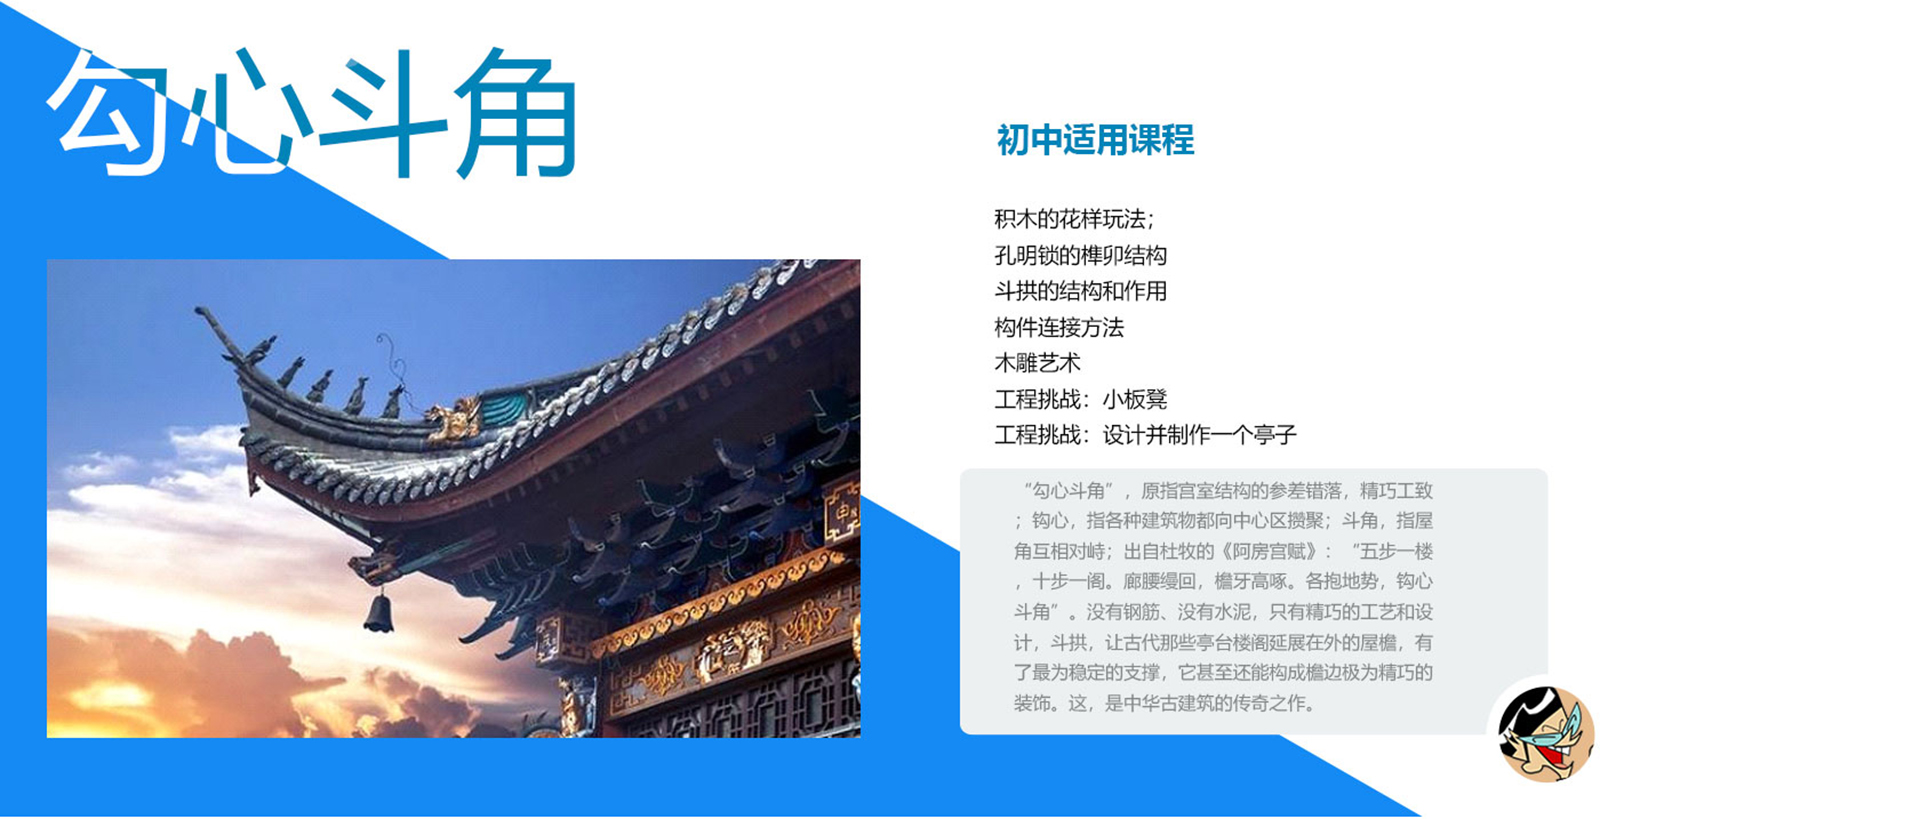 勾心斗角
初中适用课程
积木的花样玩法；
孔明锁的榫卯结构
斗拱的结构和作用
构件连接方法
木雕艺术
工程挑战：小板凳
工程挑战：设计并制作一个亭子
“勾心斗角”，原指宫室结构的参差错落，精巧工致
；钩心，指各种建筑物都向中心区攒聚；斗角，指屋
角互相对峙；出自杜牧的《阿房宫赋》：“五步一楼
，十步一阁。廊腰缦回，檐牙高啄。各抱地势，钩心
斗角”。没有钢筋、没有水泥，只有精巧的工艺和设
计，斗拱，让古代那些亭台楼阁延展在外的屋檐，有
了最为稳定的支撑，它甚至还能构成檐边极为精巧的
装饰。这，是中华古建筑的传奇之作。